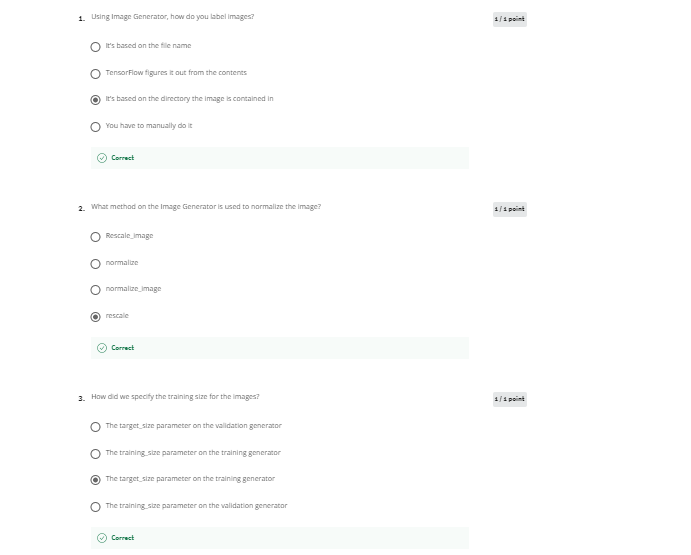 1. Using Image Generator, how do you label images?
1 / 1 point
It's based on the file name
TensorFlow figures it out from the contents
It's based on the directory the image is contained in
You have to manually do it
Correct
2. What method on the Image Generator is used to normalize the image?
1 / 1 point
Rescale_image
normalize
normalize_image
rescale
Correct
3. How did we specify the training size for the images?
1 / 1 point
The target_size parameter on the validation generator
The training_size parameter on the training generator
The target_size parameter on the training generator
The training_size parameter on the validation generator
Correct